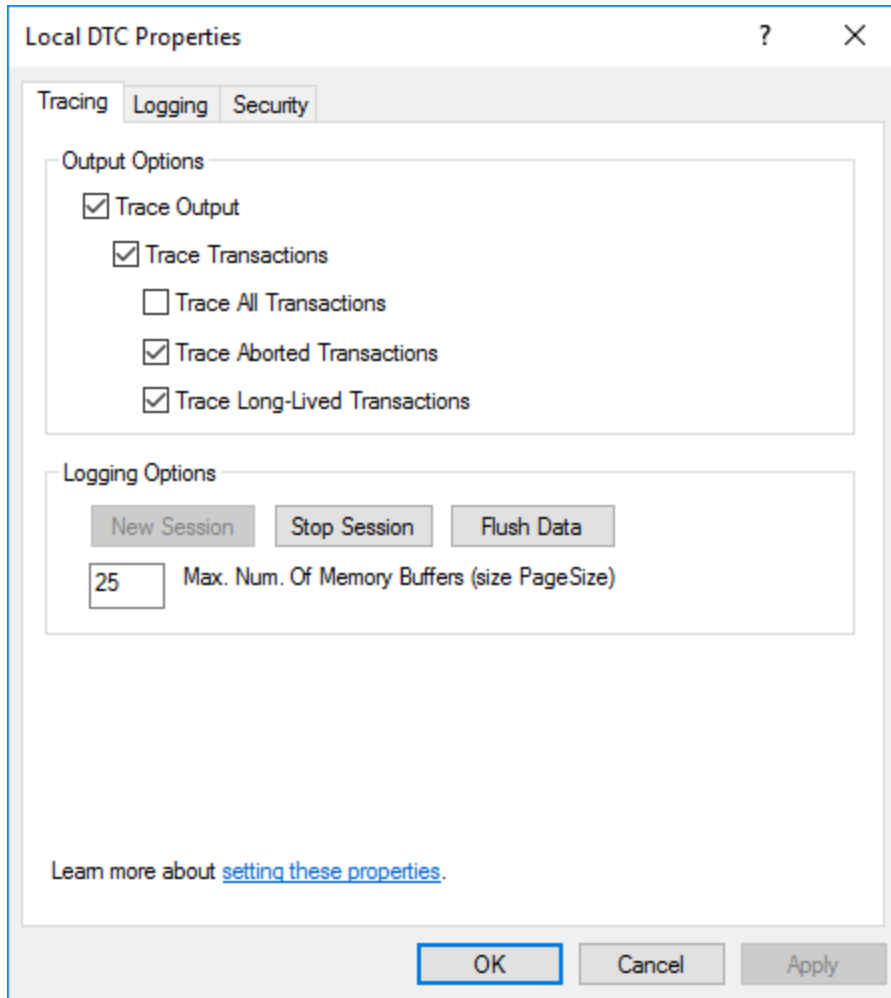 Local DTC Properties ?
Tracing Logging Security
Output Options
Trace Output
Trace Transactions
Trace All Transactions
Trace Aborted Transactions
Trace Long-Lived Transactions
Logging Options
New Session Stop Session Flush Data
25 Max. Num. Of Memory Buffers (size PageSize)
Learn more about setting these properties.
OK Cancel Apply